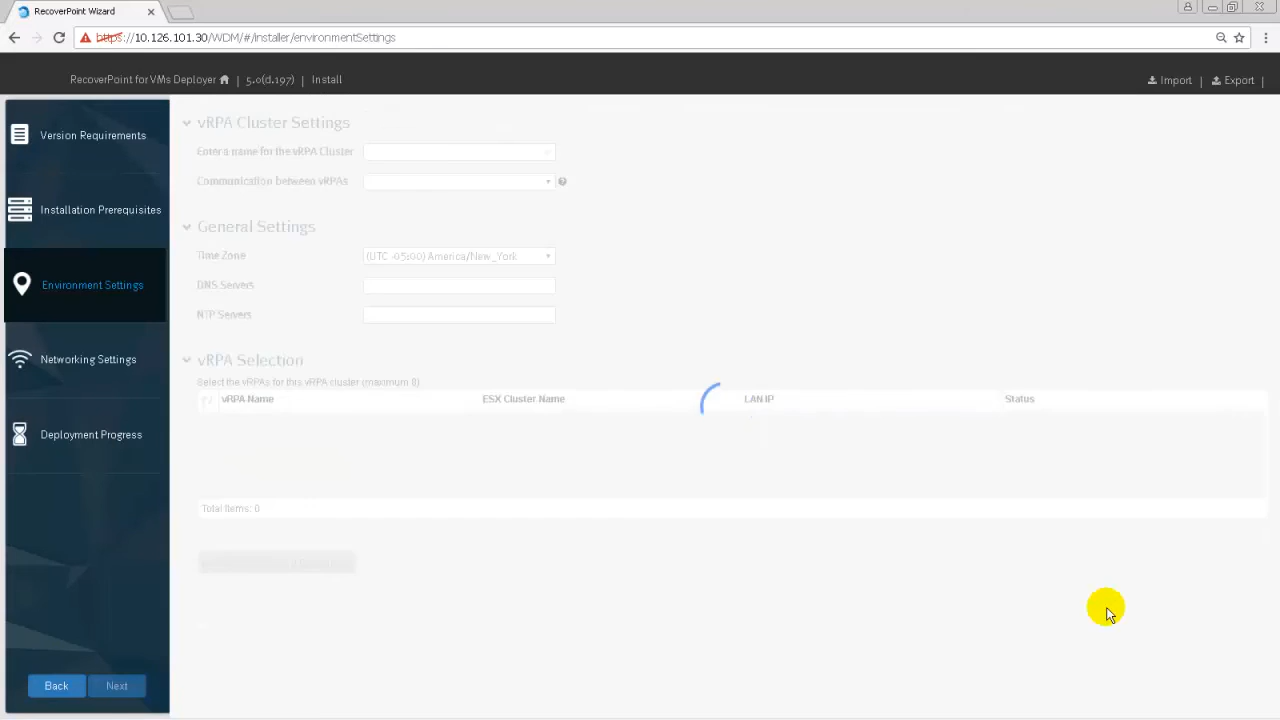 RecoverPoint Wizard
https://10.126.101.30/WDM/#/installer/environmentSettings
RecoverPoint for VMs Deployer | 5.0(d.197) | Install
Import | Export |
Version Requirements
Installation Prerequisites
Environment Settings
Networking Settings
Deployment Progress
Back
Next
vRPA Cluster Settings
Enter a name for the vRPA Cluster
Communication between vRPAs
General Settings
Time Zone
(UTC -05:00) America/New_York
DNS Servers
NTP Servers
vRPA Selection
Select the vRPAs for this vRPA cluster (maximum 8)
vRPA Name ESX Cluster Name LAN IP Status
Total Items: 0